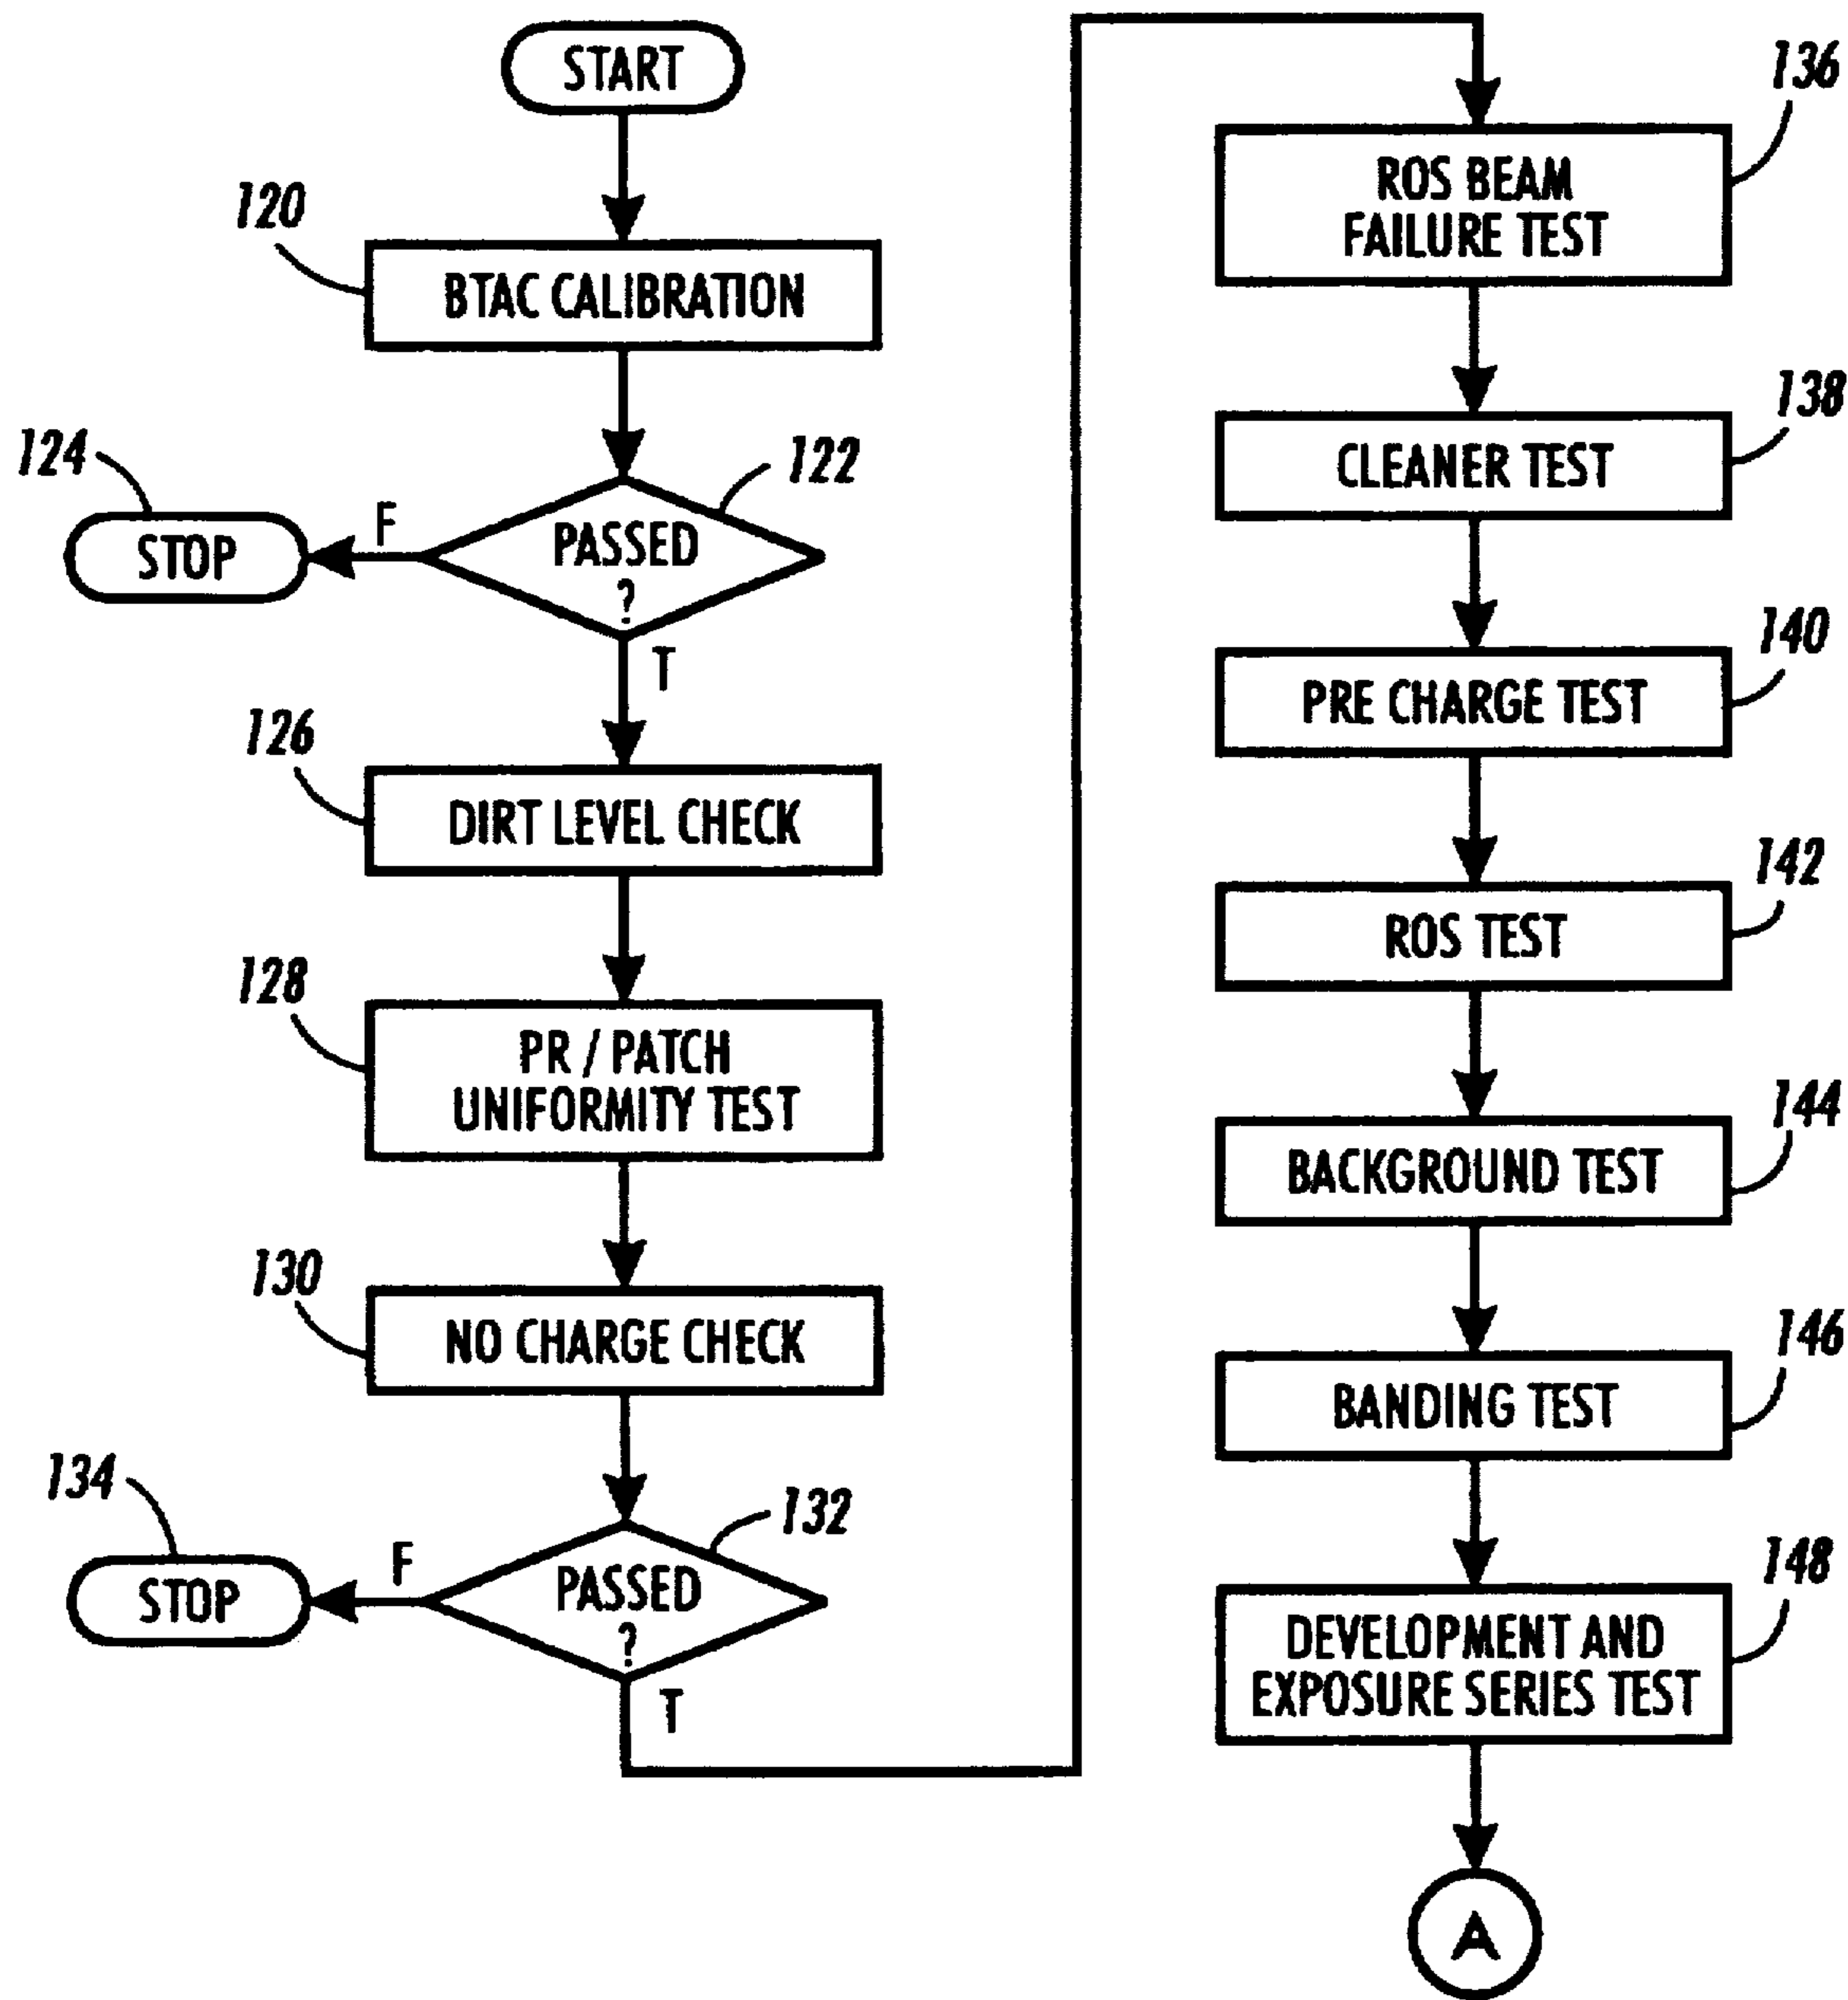 START
120
BTAC CALIBRATION
122
PASSED
?
F
124
STOP
T
126
DIRT LEVEL CHECK
128
PR / PATCH
UNIFORMITY TEST
130
NO CHARGE CHECK
132
PASSED
?
F
134
STOP
T
136
ROS BEAM
FAILURE TEST
138
CLEANER TEST
140
PRE CHARGE TEST
142
ROS TEST
144
BACKGROUND TEST
146
BANDING TEST
148
DEVELOPMENT AND
EXPOSURE SERIES TEST
A